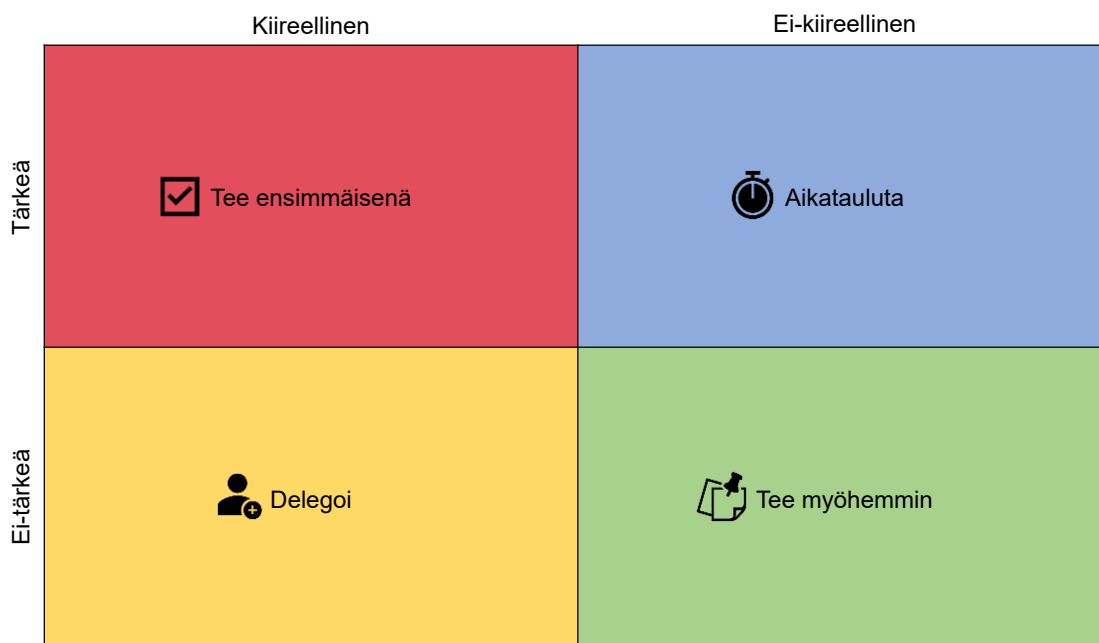 Kiireellinen
Ei-kiireellinen
Tärkeä
Tee ensimmäisenä
Aikatauluta
Ei-tärkeä
Delegoi
Tee myöhemmin